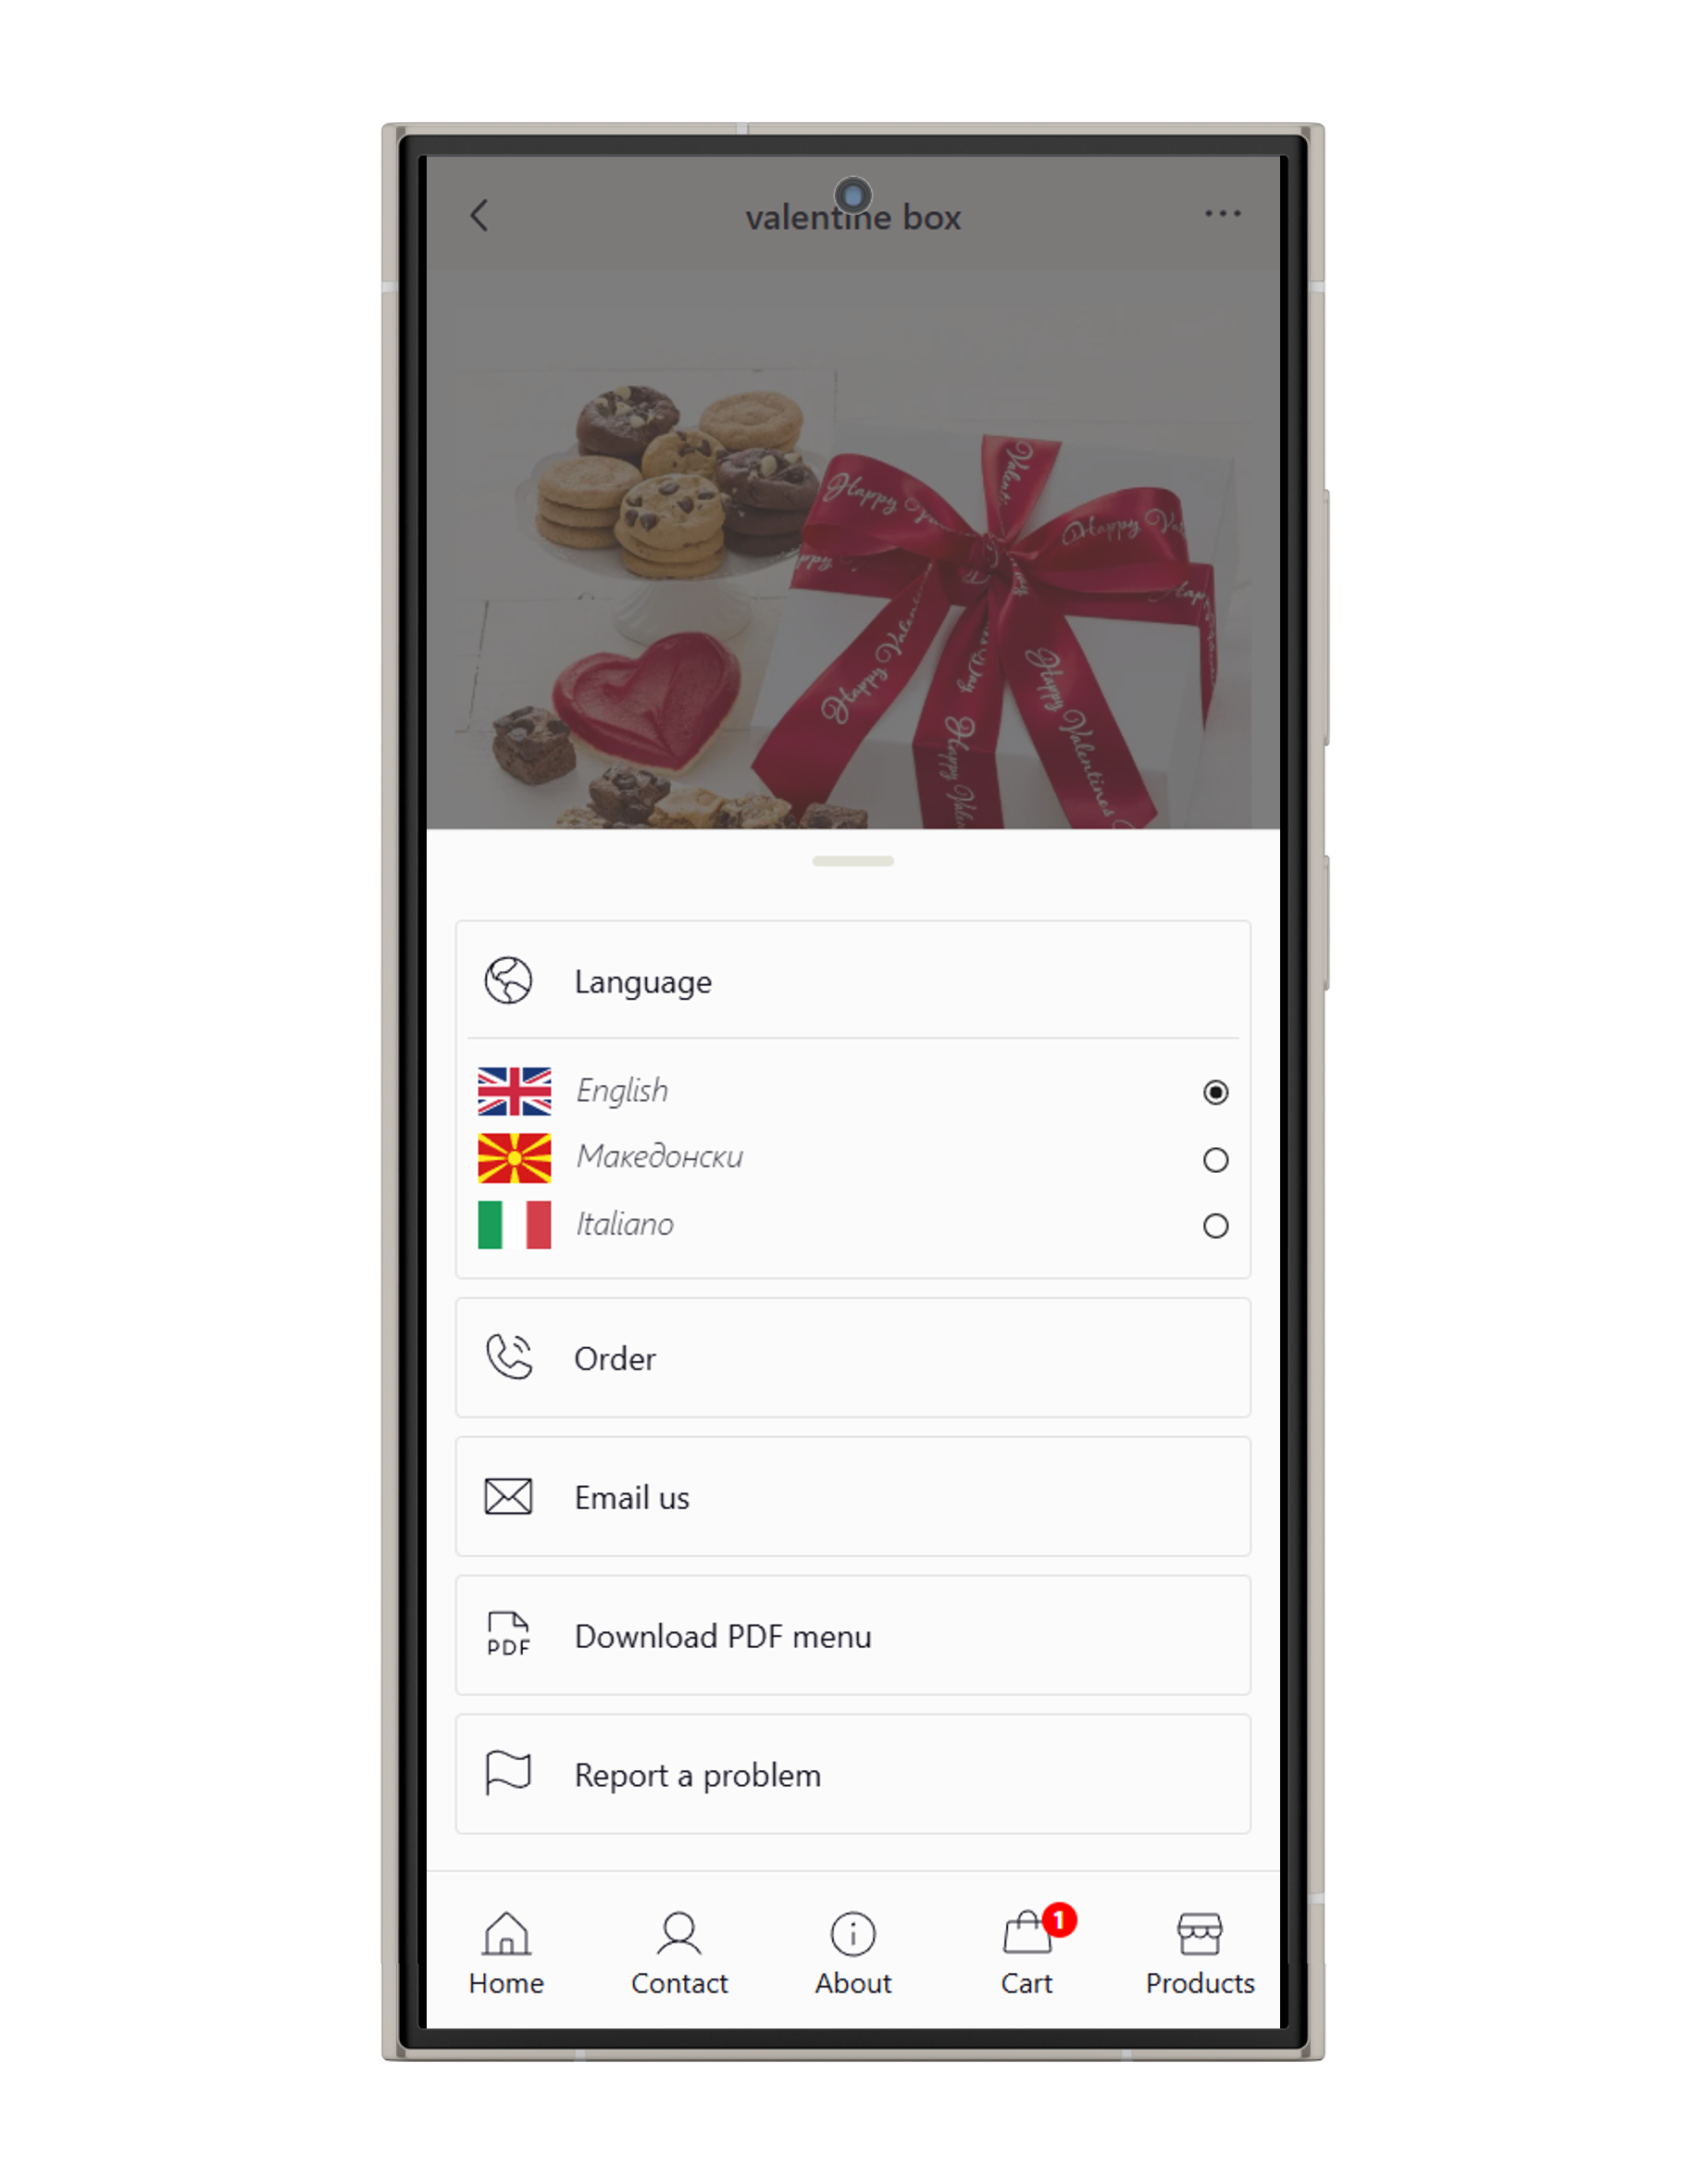 valentine box
Happy Valentines
Language
English
Македонски
Italiano
Order
Email us
PDF
Download PDF menu
Report a problem
1
Home
Contact
About
Cart
Products